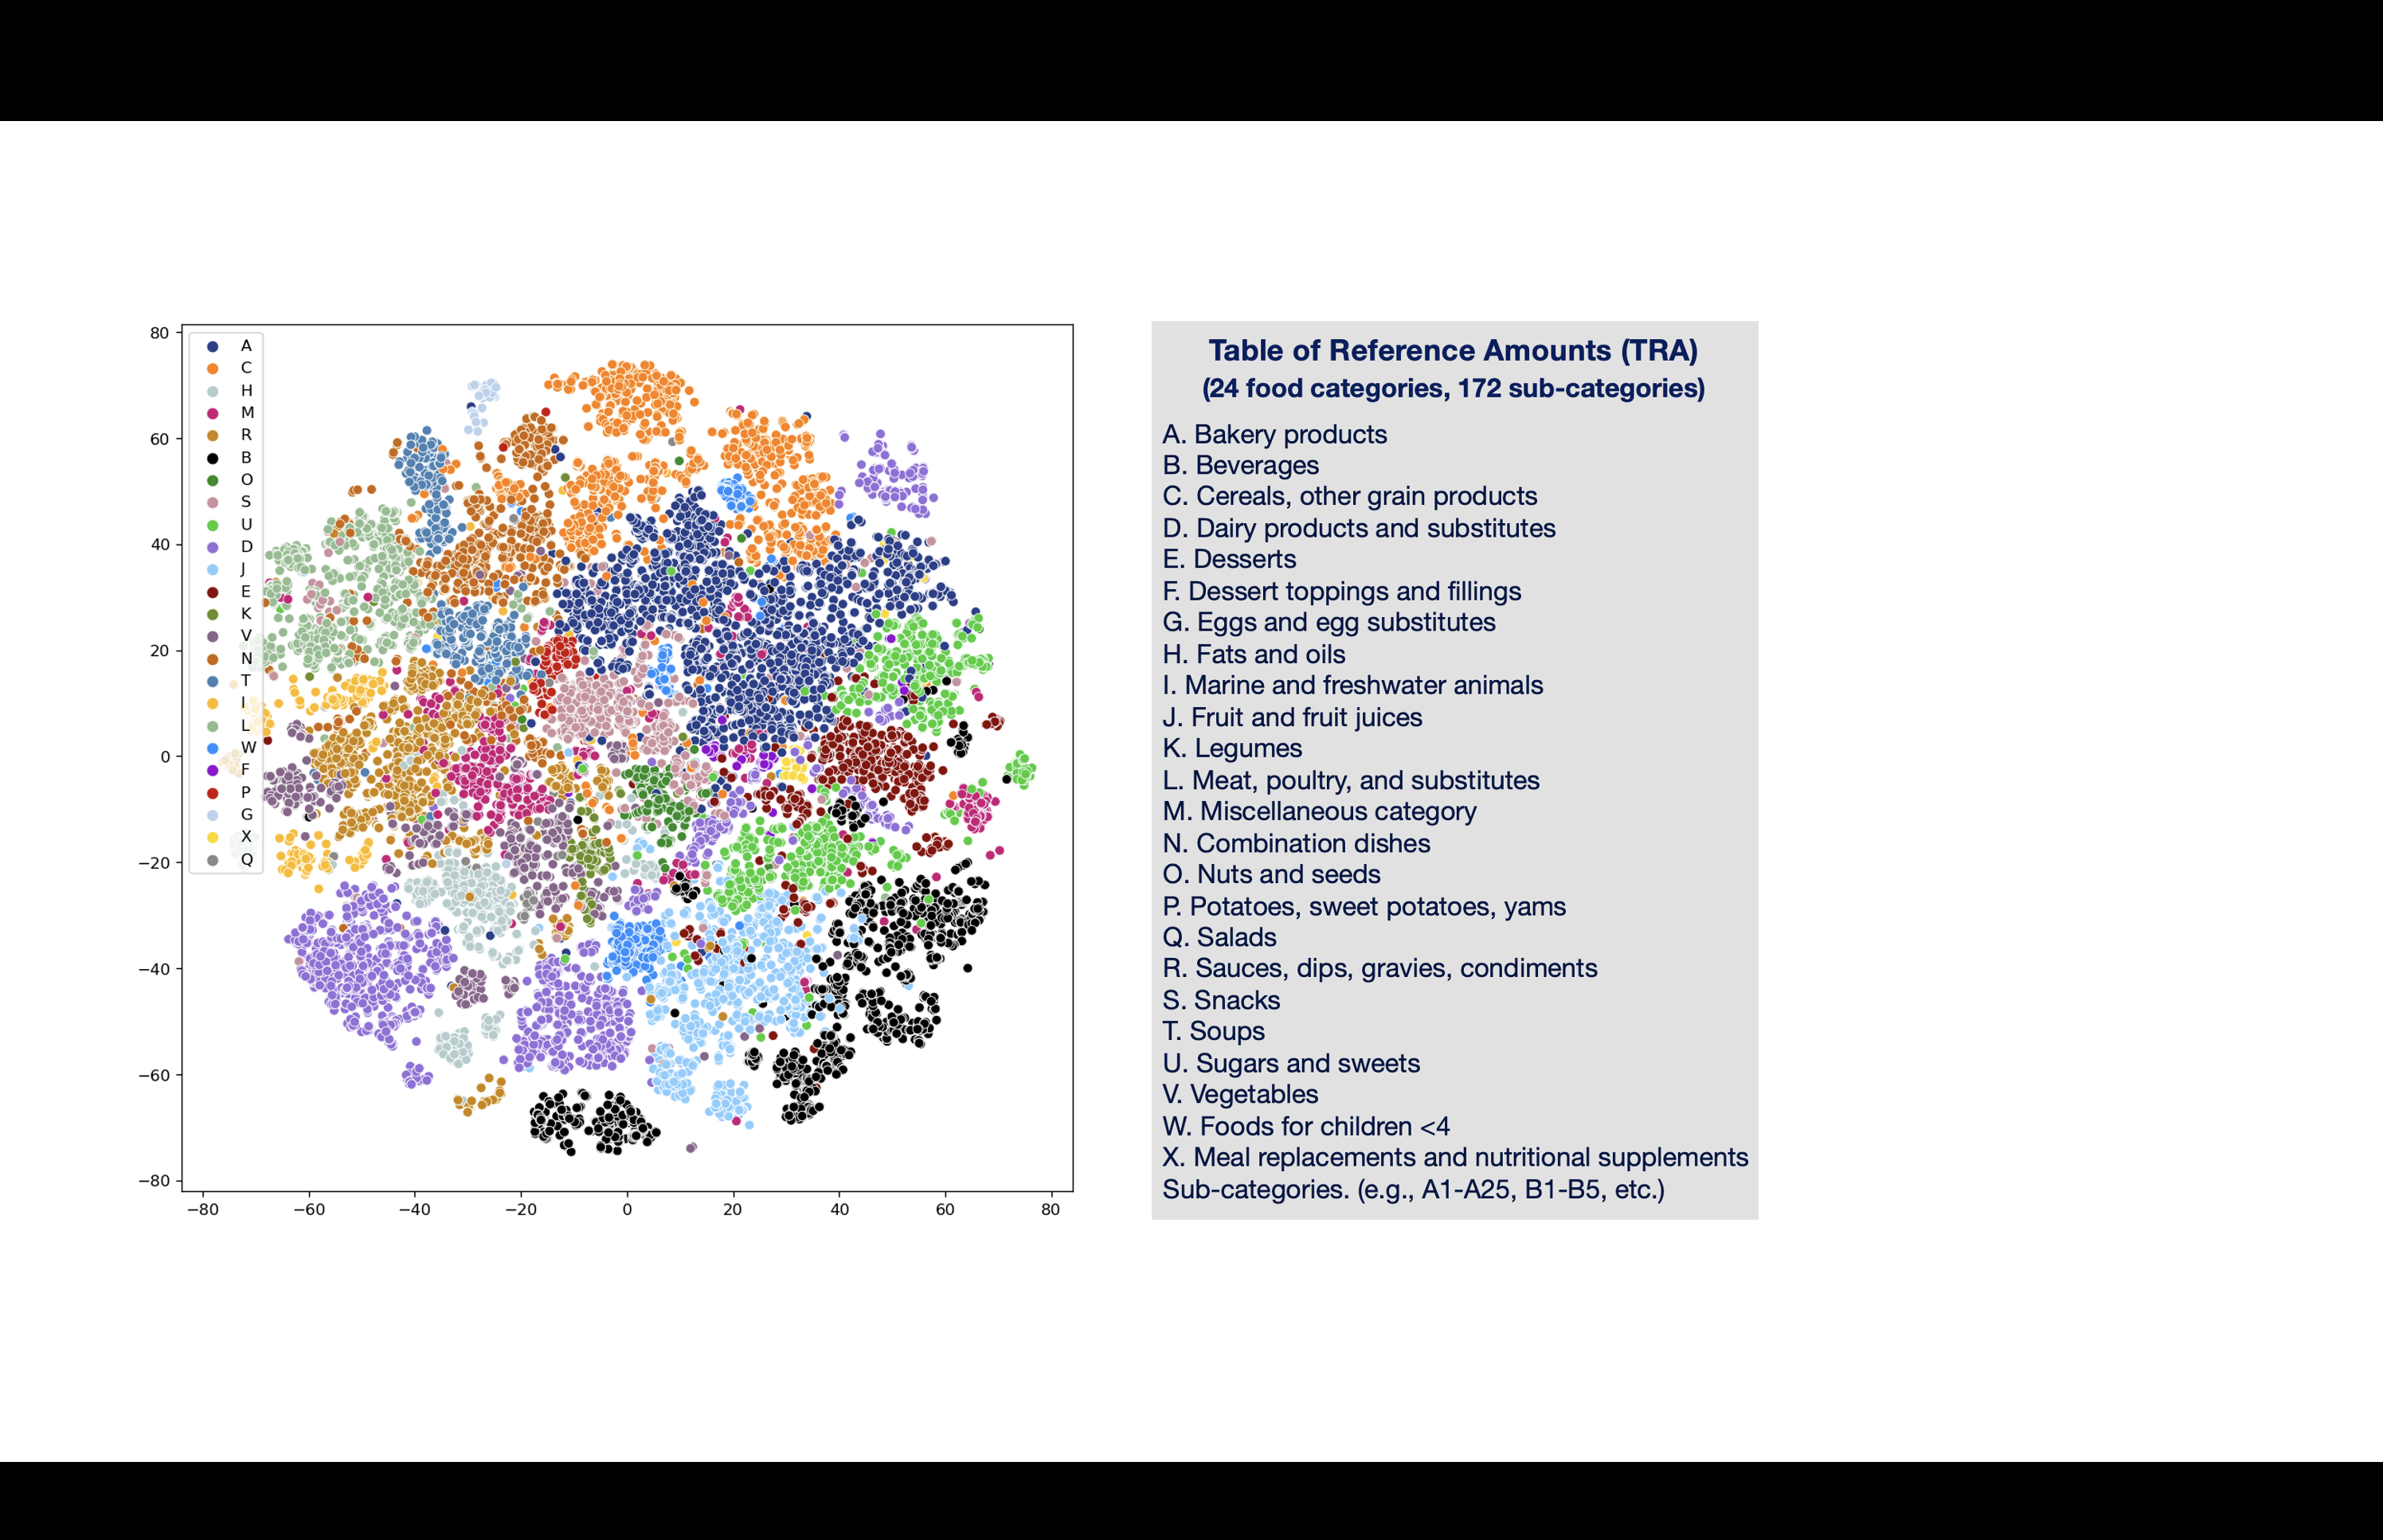 80
60
40
20
0
−20
−40
−60
−80
−80 −60 −40 −20 0 20 40 60 80
A
C
H
M
R
B
O
S
U
D
J
E
K
V
N
T
I
L
W
F
P
G
X
Q
Table of Reference Amounts (TRA)
(24 food categories, 172 sub-categories)
A. Bakery products
B. Beverages
C. Cereals, other grain products
D. Dairy products and substitutes
E. Desserts
F. Dessert toppings and fillings
G. Eggs and egg substitutes
H. Fats and oils
I. Marine and freshwater animals
J. Fruit and fruit juices
K. Legumes
L. Meat, poultry, and substitutes
M. Miscellaneous category
N. Combination dishes
O. Nuts and seeds
P. Potatoes, sweet potatoes, yams
Q. Salads
R. Sauces, dips, gravies, condiments
S. Snacks
T. Soups
U. Sugars and sweets
V. Vegetables
W. Foods for children <4
X. Meal replacements and nutritional supplements
Sub-categories. (e.g., A1-A25, B1-B5, etc.)